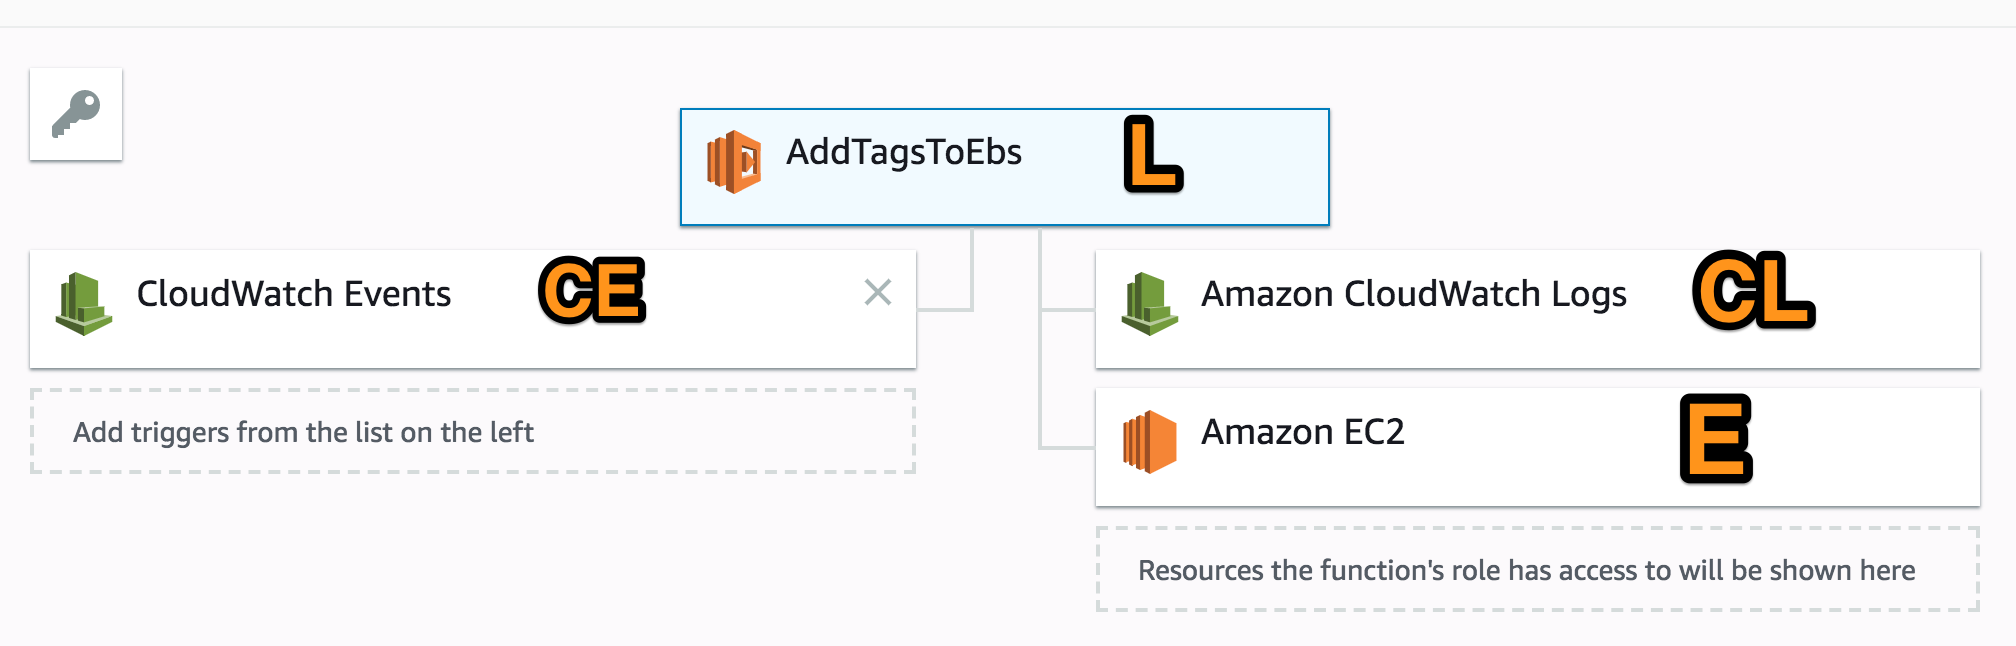 AddTagsToEbs L
CloudWatch Events CE
Amazon CloudWatch Logs CL
Add triggers from the list on the left
Amazon EC2 E
Resources the function's role has access to will be shown here